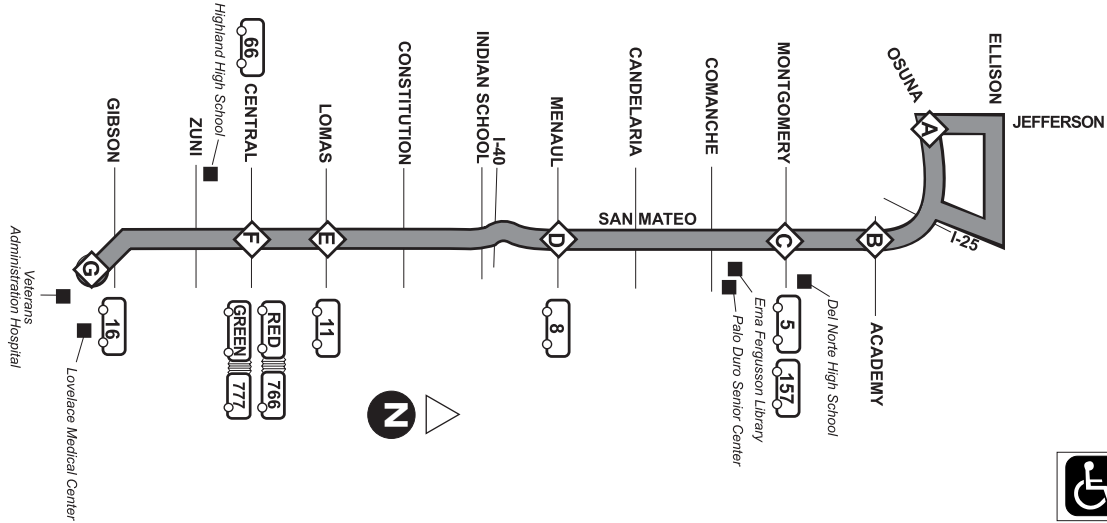 ELLISON
JEFFERSON
OSUNA
A
I-25
B
ACADEMY
MONTGOMERY
C
Del Norte High School
5
157
Erna Fergusson Library
Palo Duro Senior Center
COMANCHE
SAN MATEO
CANDELARIA
MENAUL
D
8
I-40
INDIAN SCHOOL
CONSTITUTION
LOMAS
E
11
66
CENTRAL
F
RED
766
GREEN
777
Highland High School
ZUNI
GIBSON
16
G
Veterans
Administration Hospital
Lovelace Medical Center
N